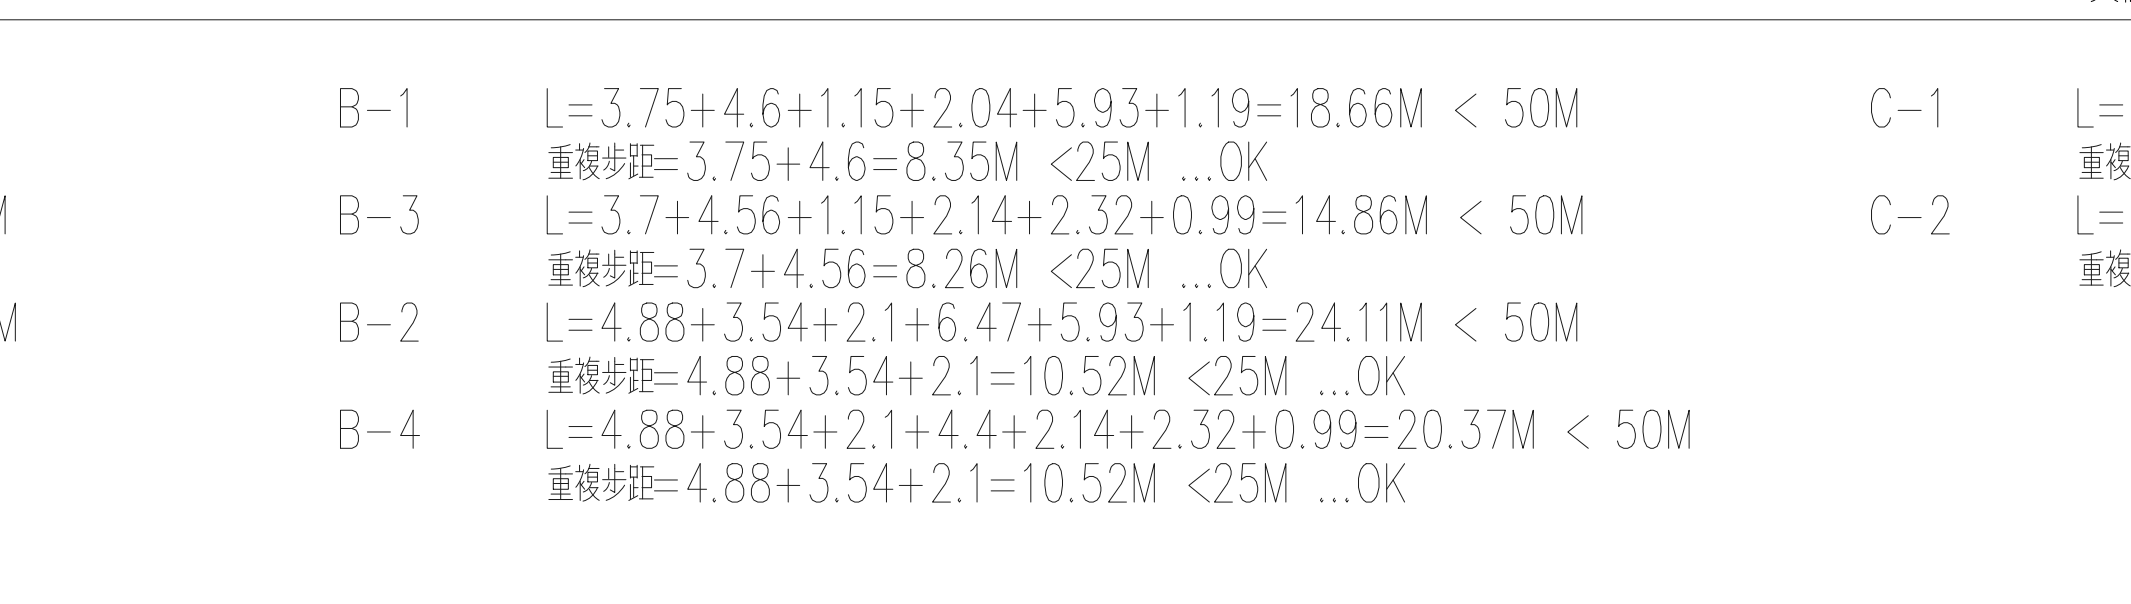 B-1 L=3.75+4.6+1.15+2.04+5.93+1.19=18.66M < 50M C-1 L=
重複步距=3.75+4.6=8.35M <25M ...OK 重複
M B-3 L=3.7+4.56+1.15+2.14+2.32+0.99=14.86M < 50M C-2 L=
重複步距=3.7+4.56=8.26M <25M ...OK 重複
M B-2 L=4.88+3.54+2.1+6.47+5.93+1.19=24.11M < 50M
重複步距=4.88+3.54+2.1=10.52M <25M ...OK
B-4 L=4.88+3.54+2.1+4.4+2.14+2.32+0.99=20.37M < 50M
重複步距=4.88+3.54+2.1=10.52M <25M ...OK